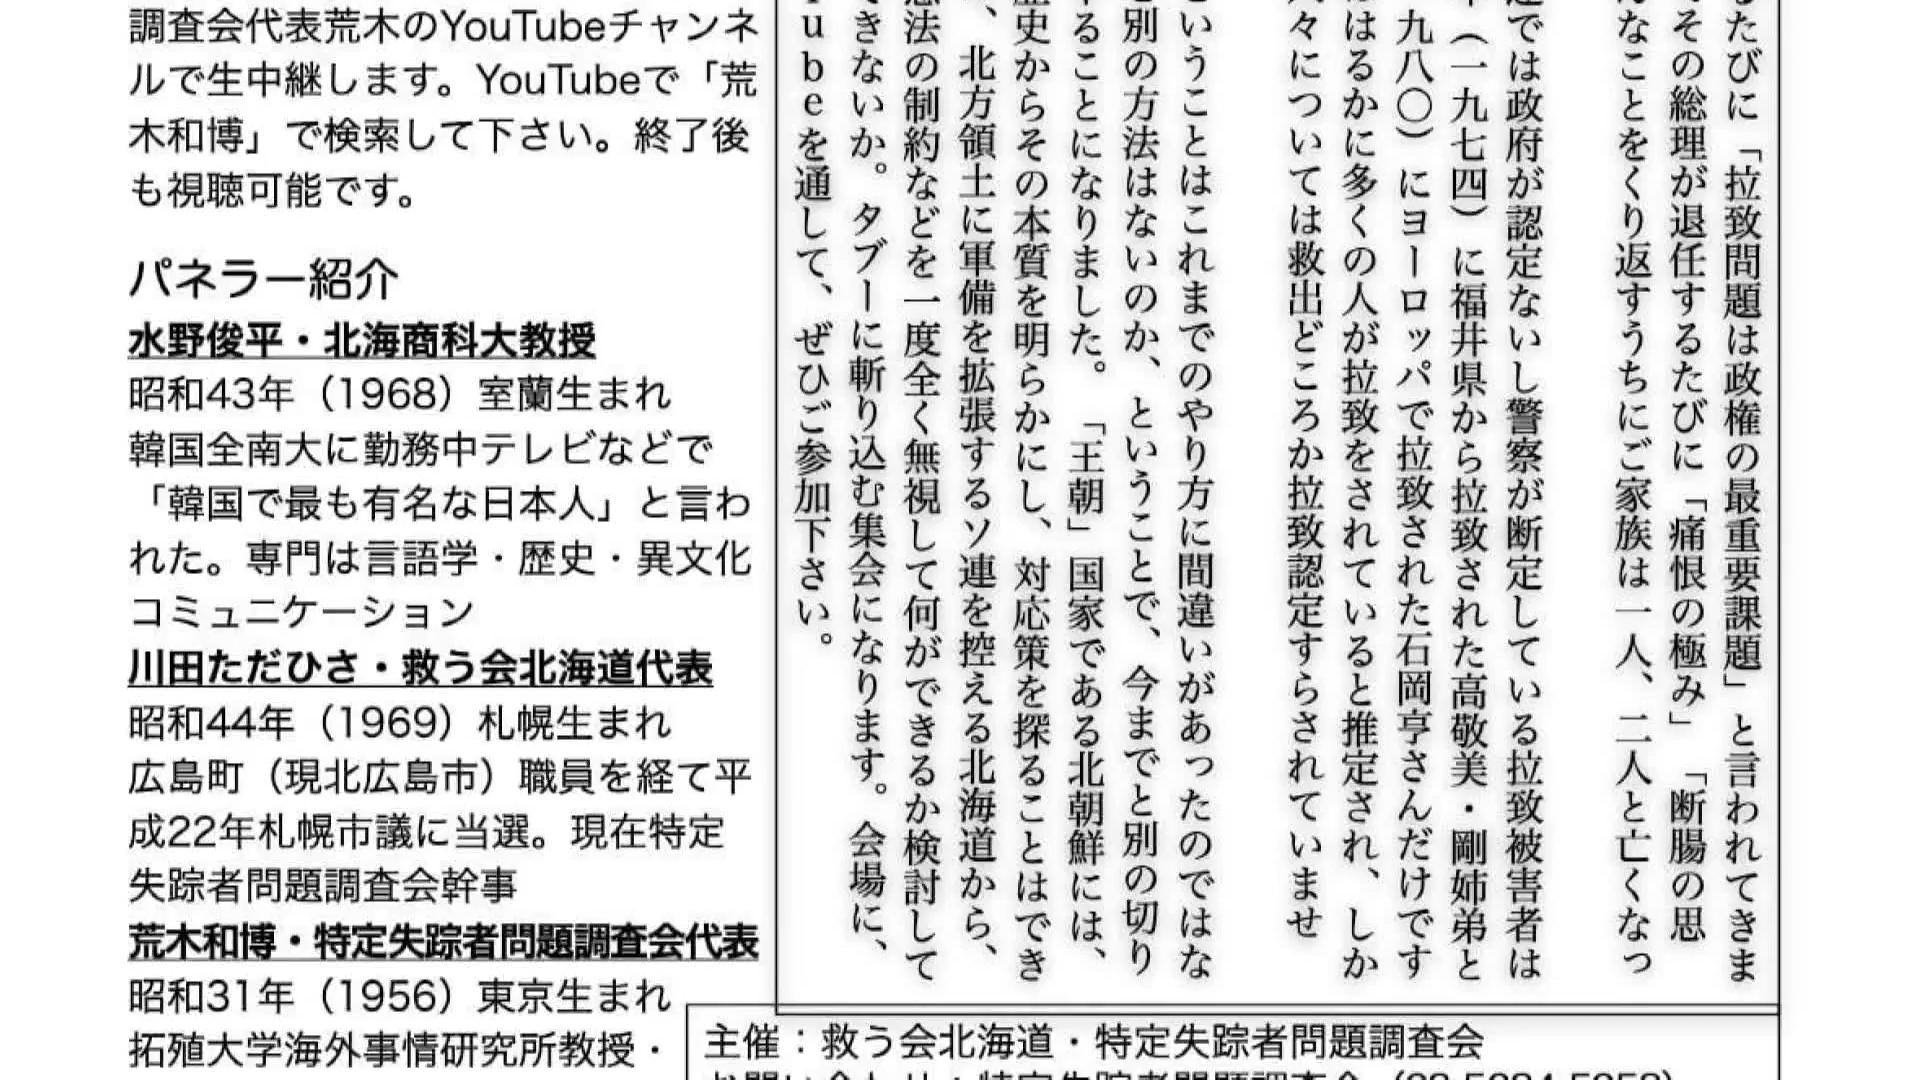 調査会代表荒木のYouTubeチャンネ
ルで生中継します。YouTubeで「荒
木和博」で検索して下さい。終了後
も視聴可能です。
パネラー紹介
水野俊平・北海商科大教授
昭和43年（1968）室蘭生まれ
韓国全南大に勤務中テレビなどで
「韓国で最も有名な日本人」と言わ
れた。専門は言語学・歴史・異文化
コミュニケーション
川田ただひさ・救う会北海道代表
昭和44年（1969）札幌生まれ
広島町（現北広島市）職員を経て平
成22年札幌市議に当選。現在特定
失踪者問題調査会幹事
荒木和博・特定失踪者問題調査会代表
昭和31年（1956）東京生まれ
拓殖大学海外事情研究所教授・
るたびに「拉致問題は政権の最重要課題」と言われてきま
その総理が退任するたびに「痛恨の極み」「断腸の思
なことをくり返すうちにご家族は一人、二人と亡くなっ
道では政府が認定ないし警察が断定している拉致被害者は
（一九七四）に福井県から拉致された高敬美・剛姉弟と
九八〇）にヨーロッパで拉致された石岡亨さんだけです
はるかに多くの人が拉致をされていると推定され、しか
々については救出どころか拉致認定すらされていませ
いうことはこれまでのやり方に間違いがあったのではな
別の方法はないのか、ということで、今までと別の切り
ることになりました。「王朝」国家である北朝鮮には、
歴史からその本質を明らかにし、対応策を探ることはでき
、北方領土に軍備を拡張するソ連を控える北海道から、
憲法の制約などを一度全く無視して何ができるか検討して
きないか。タブーに斬り込む集会になります。会場に、
ubeを通して、ぜひご参加下さい。
主催：救う会北海道・特定失踪者問題調査会